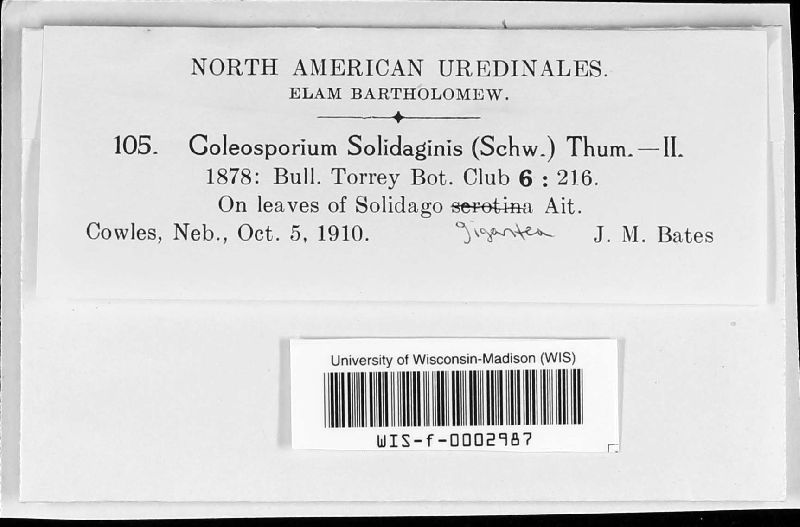 NORTH AMERICAN UREDINALES.
ELAM BARTHOLOMEW.
105. Coleosporium Solidaginis (Schw.) Thum.—II.
1878: Bull. Torrey Bot. Club 6 : 216.
On leaves of Solidago serotina Ait.
gigantea
Cowles, Neb., Oct. 5, 1910. J. M. Bates
University of Wisconsin-Madison (WIS)
WIS-f-0002987